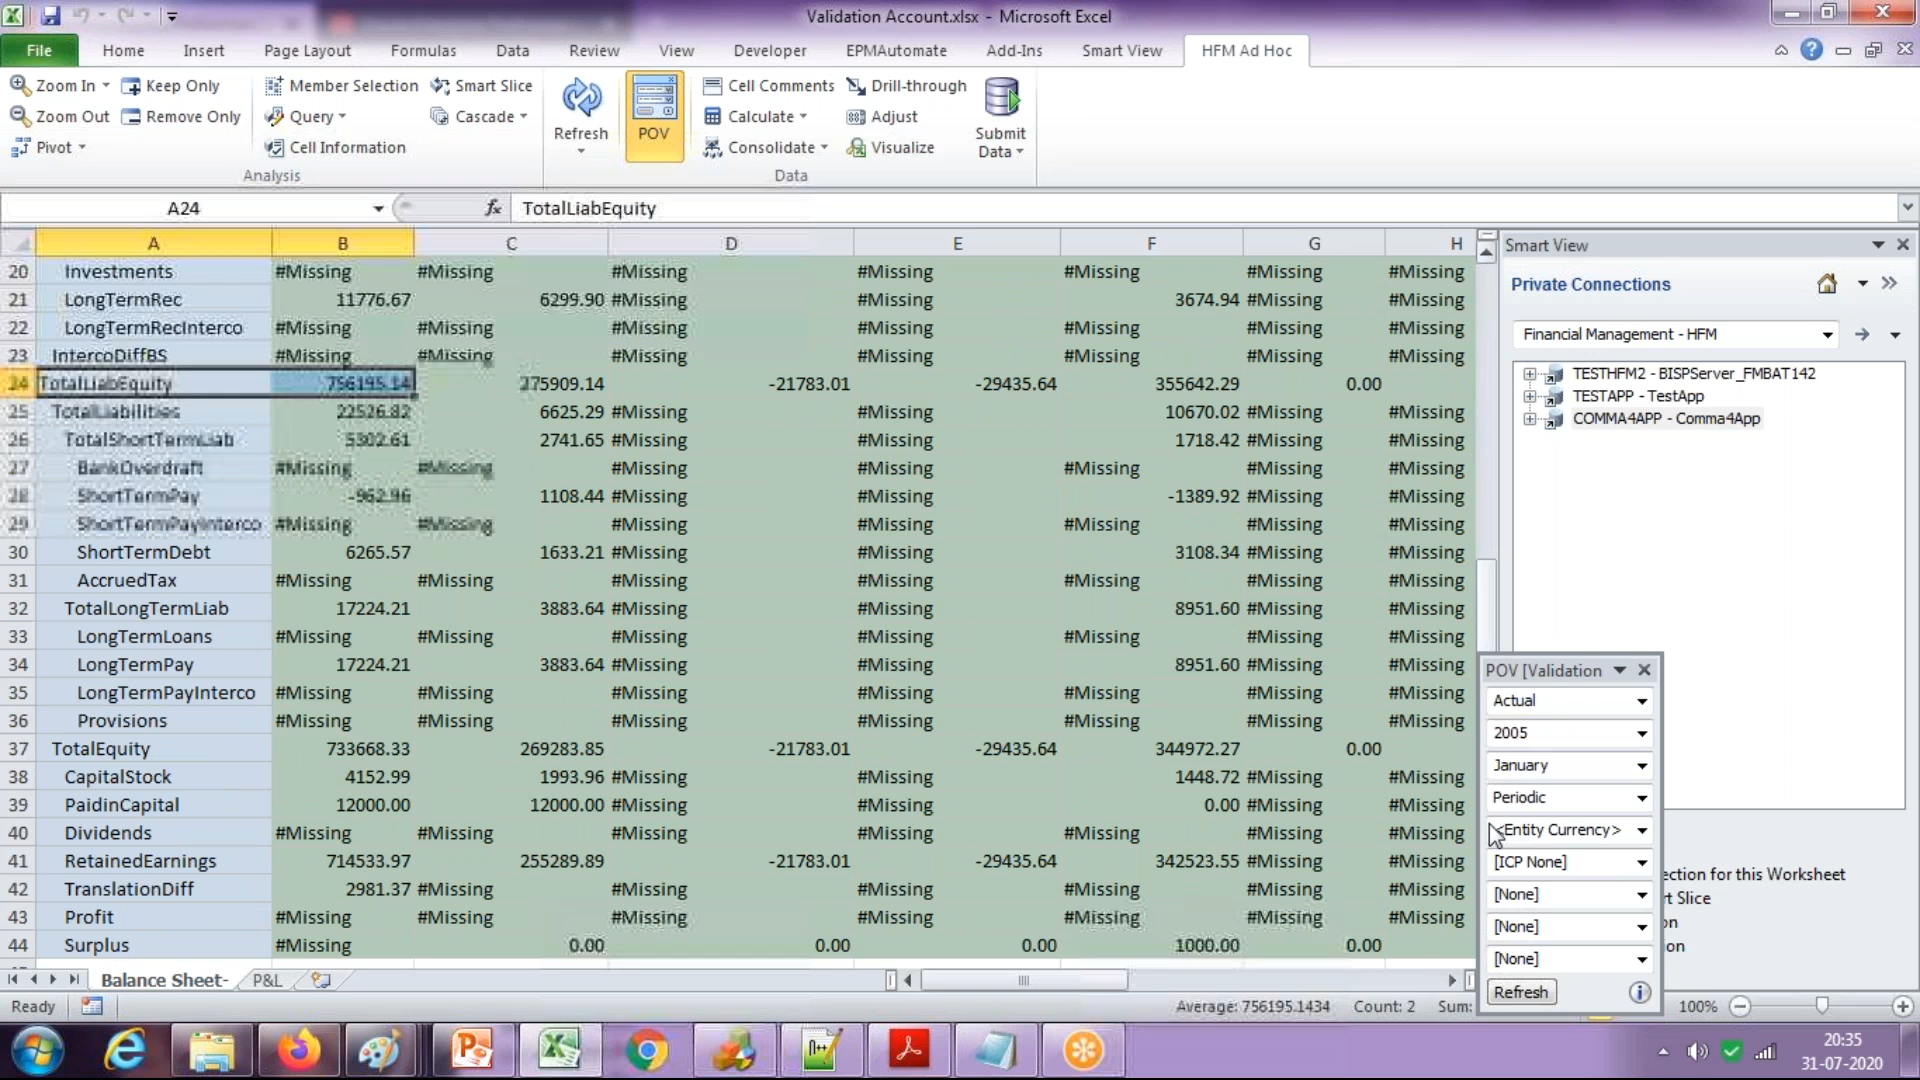 Validation Account.xlsx - Microsoft Excel
File Home Insert Page Layout Formulas Data Review View Developer EPMAutomate Add-Ins Smart View HFM Ad Hoc
Zoom In Keep Only Member Selection Smart Slice Cell Comments Drill-through
Zoom Out Remove Only Query Cascade Refresh POV Calculate Adjust Submit Data
Pivot Cell Information Consolidate Visualize
Analysis Data
A24 fx TotalLiabEquity
A B C D E F G H
20 Investments #Missing #Missing #Missing #Missing #Missing #Missing #Missing
21 LongTermRec 11776.67 6299.90 #Missing #Missing 3674.94 #Missing #Missing
22 LongTermRecInterco #Missing #Missing #Missing #Missing #Missing #Missing #Missing
23 IntercoDiffBS #Missing #Missing #Missing #Missing #Missing #Missing #Missing
24 TotalLiabEquity 756195.14 275909.14 -21783.01 -29435.64 355642.29 0.00
25 TotalLiabilities 22526.82 6625.29 #Missing #Missing 10670.02 #Missing #Missing
26 TotalShortTermLiab 5302.61 2741.65 #Missing #Missing 1718.42 #Missing #Missing
27 BankOverdraft #Missing #Missing #Missing #Missing #Missing #Missing #Missing
28 ShortTermPay -962.96 1108.44 #Missing #Missing -1389.92 #Missing #Missing
29 ShortTermPayInterco #Missing #Missing #Missing #Missing #Missing #Missing #Missing
30 ShortTermDebt 6265.57 1633.21 #Missing #Missing 3108.34 #Missing #Missing
31 AccruedTax #Missing #Missing #Missing #Missing #Missing #Missing #Missing
32 TotalLongTermLiab 17224.21 3883.64 #Missing #Missing 8951.60 #Missing #Missing
33 LongTermLoans #Missing #Missing #Missing #Missing #Missing #Missing #Missing
34 LongTermPay 17224.21 3883.64 #Missing #Missing 8951.60 #Missing #Missing
35 LongTermPayInterco #Missing #Missing #Missing #Missing #Missing #Missing #Missing
36 Provisions #Missing #Missing #Missing #Missing #Missing #Missing #Missing
37 TotalEquity 733668.33 269283.85 -21783.01 -29435.64 344972.27 0.00
38 CapitalStock 4152.99 1993.96 #Missing #Missing 1448.72 #Missing #Missing
39 PaidinCapital 12000.00 12000.00 #Missing #Missing 0.00 #Missing #Missing
40 Dividends #Missing #Missing #Missing #Missing #Missing #Missing #Missing
41 RetainedEarnings 714533.97 255289.89 -21783.01 -29435.64 342523.55 #Missing #Missing
42 TranslationDiff 2981.37 #Missing #Missing #Missing #Missing #Missing #Missing
43 Profit #Missing #Missing #Missing #Missing #Missing #Missing #Missing
44 Surplus #Missing 0.00 0.00 0.00 1000.00 0.00
Balance Sheet- P&L
Ready Average: 756195.1434 Count: 2 Sum: 100%
Smart View
Private Connections
Financial Management - HFM
TESTHFM2 - BISPServer_FMBAT142
TESTAPP - TestApp
COMMA4APP - Comma4App
ection for this Worksheet
rt Slice
on
on
POV [Validation
Actual
2005
January
Periodic
<Entity Currency>
[ICP None]
[None]
[None]
[None]
Refresh
20:35
31-07-2020